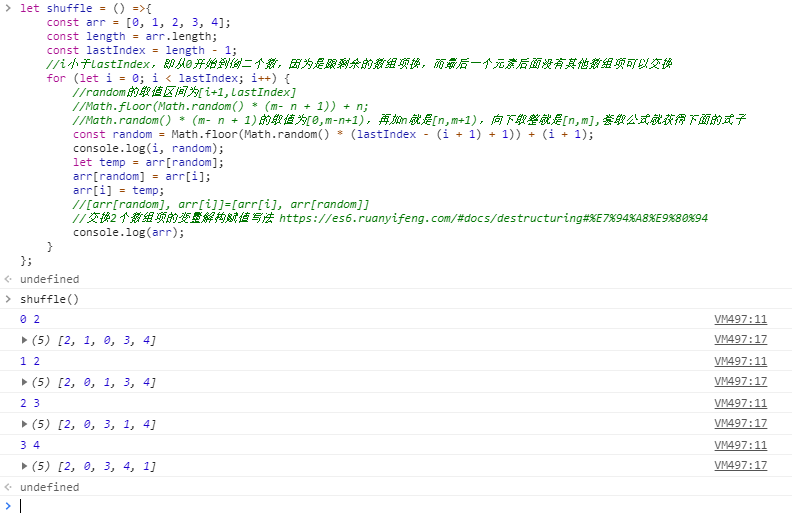 let shuffle = () =>{
const arr = [0, 1, 2, 3, 4];
const length = arr.length;
const lastIndex = length - 1;
//i小于lastIndex，即从0开始到倒二个数，因为是跟剩余的数组项换，而最后一个元素后面没有其他数组项可以交换
for (let i = 0; i < lastIndex; i++) {
//random的取值区间为[i+1,lastIndex]
//Math.floor(Math.random() * (m- n + 1)) + n;
//Math.random() * (m- n + 1)的取值为[0,m-n+1)，再加n就是[n,m+1)，向下取整就是[n,m],套取公式就获得下面的式子
const random = Math.floor(Math.random() * (lastIndex - (i + 1) + 1)) + (i + 1);
console.log(i, random);
let temp = arr[random];
arr[random] = arr[i];
arr[i] = temp;
//[arr[random], arr[i]]=[arr[i], arr[random]]
//交换2个数组项的变量解构赋值写法 https://es6.ruanyifeng.com/#docs/destructuring#%E7%94%A8%E9%80%94
console.log(arr);
}
};
undefined
shuffle()
0 2 VM497:11
(5) [2, 1, 0, 3, 4] VM497:17
1 2 VM497:11
(5) [2, 0, 1, 3, 4] VM497:17
2 3 VM497:11
(5) [2, 0, 3, 1, 4] VM497:17
3 4 VM497:11
(5) [2, 0, 3, 4, 1] VM497:17
undefined